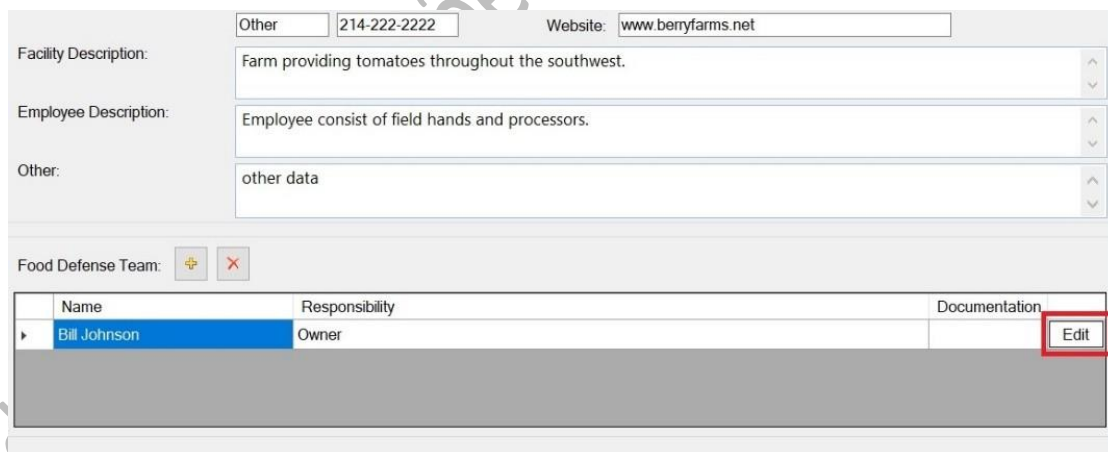 Other 214-222-2222 Website: www.berryfarms.net
Facility Description: Farm providing tomatoes throughout the southwest.
Employee Description: Employee consist of field hands and processors.
Other: other data
Food Defense Team:
Name Responsibility Documentation
Bill Johnson Owner Edit